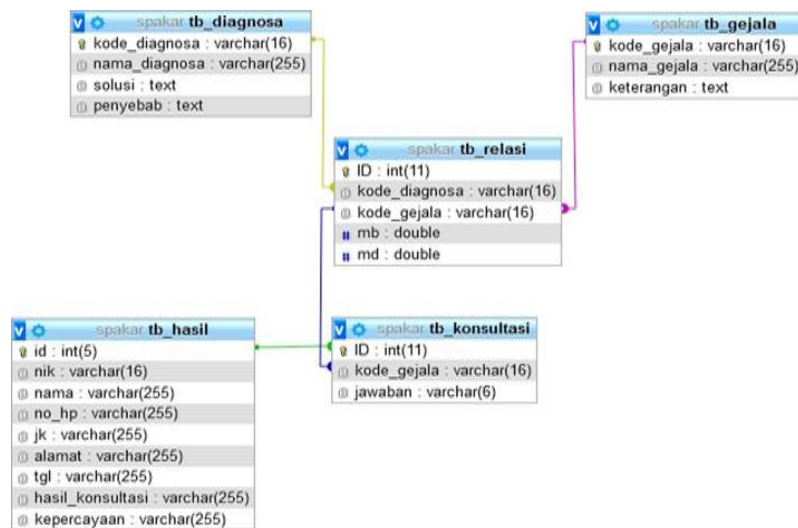 spakar tb_diagnosa
kode_diagnosa : varchar(16)
nama_diagnosa : varchar(255)
solusi : text
penyebab : text
spakar tb_gejala
kode_gejala : varchar(16)
nama_gejala : varchar(255)
keterangan : text
spakar tb_relasi
ID : int(11)
kode_diagnosa : varchar(16)
kode_gejala : varchar(16)
# mb : double
# md : double
spakar tb_hasil
id : int(5)
nik : varchar(16)
nama : varchar(255)
no_hp : varchar(255)
jk : varchar(255)
alamat : varchar(255)
tgl : varchar(255)
hasil_konsultasi : varchar(255)
kepercayaan : varchar(255)
spakar tb_konsultasi
ID : int(11)
kode_gejala : varchar(16)
jawaban : varchar(6)